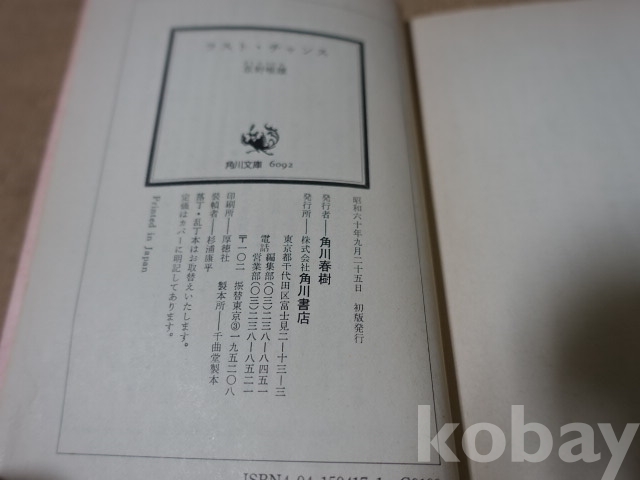 ラスト・チャンス
角川文庫 6092
昭和六十年九月二十五日 初版発行
発行者――角川春樹
発行所――株式会社角川書店
東京都千代田区富士見二―十三―三
電話 編集部(〇三)二三八―八四五一
営業部(〇三)二三八―八五二一
〒一〇二 振替東京③一九五二〇八
印刷所――厚徳社 製本所――千曲堂製本
装幀者――杉浦康平
落丁・乱丁本はお取替えいたします。
定価はカバーに明記してあります。
Printed in Japan
kobay